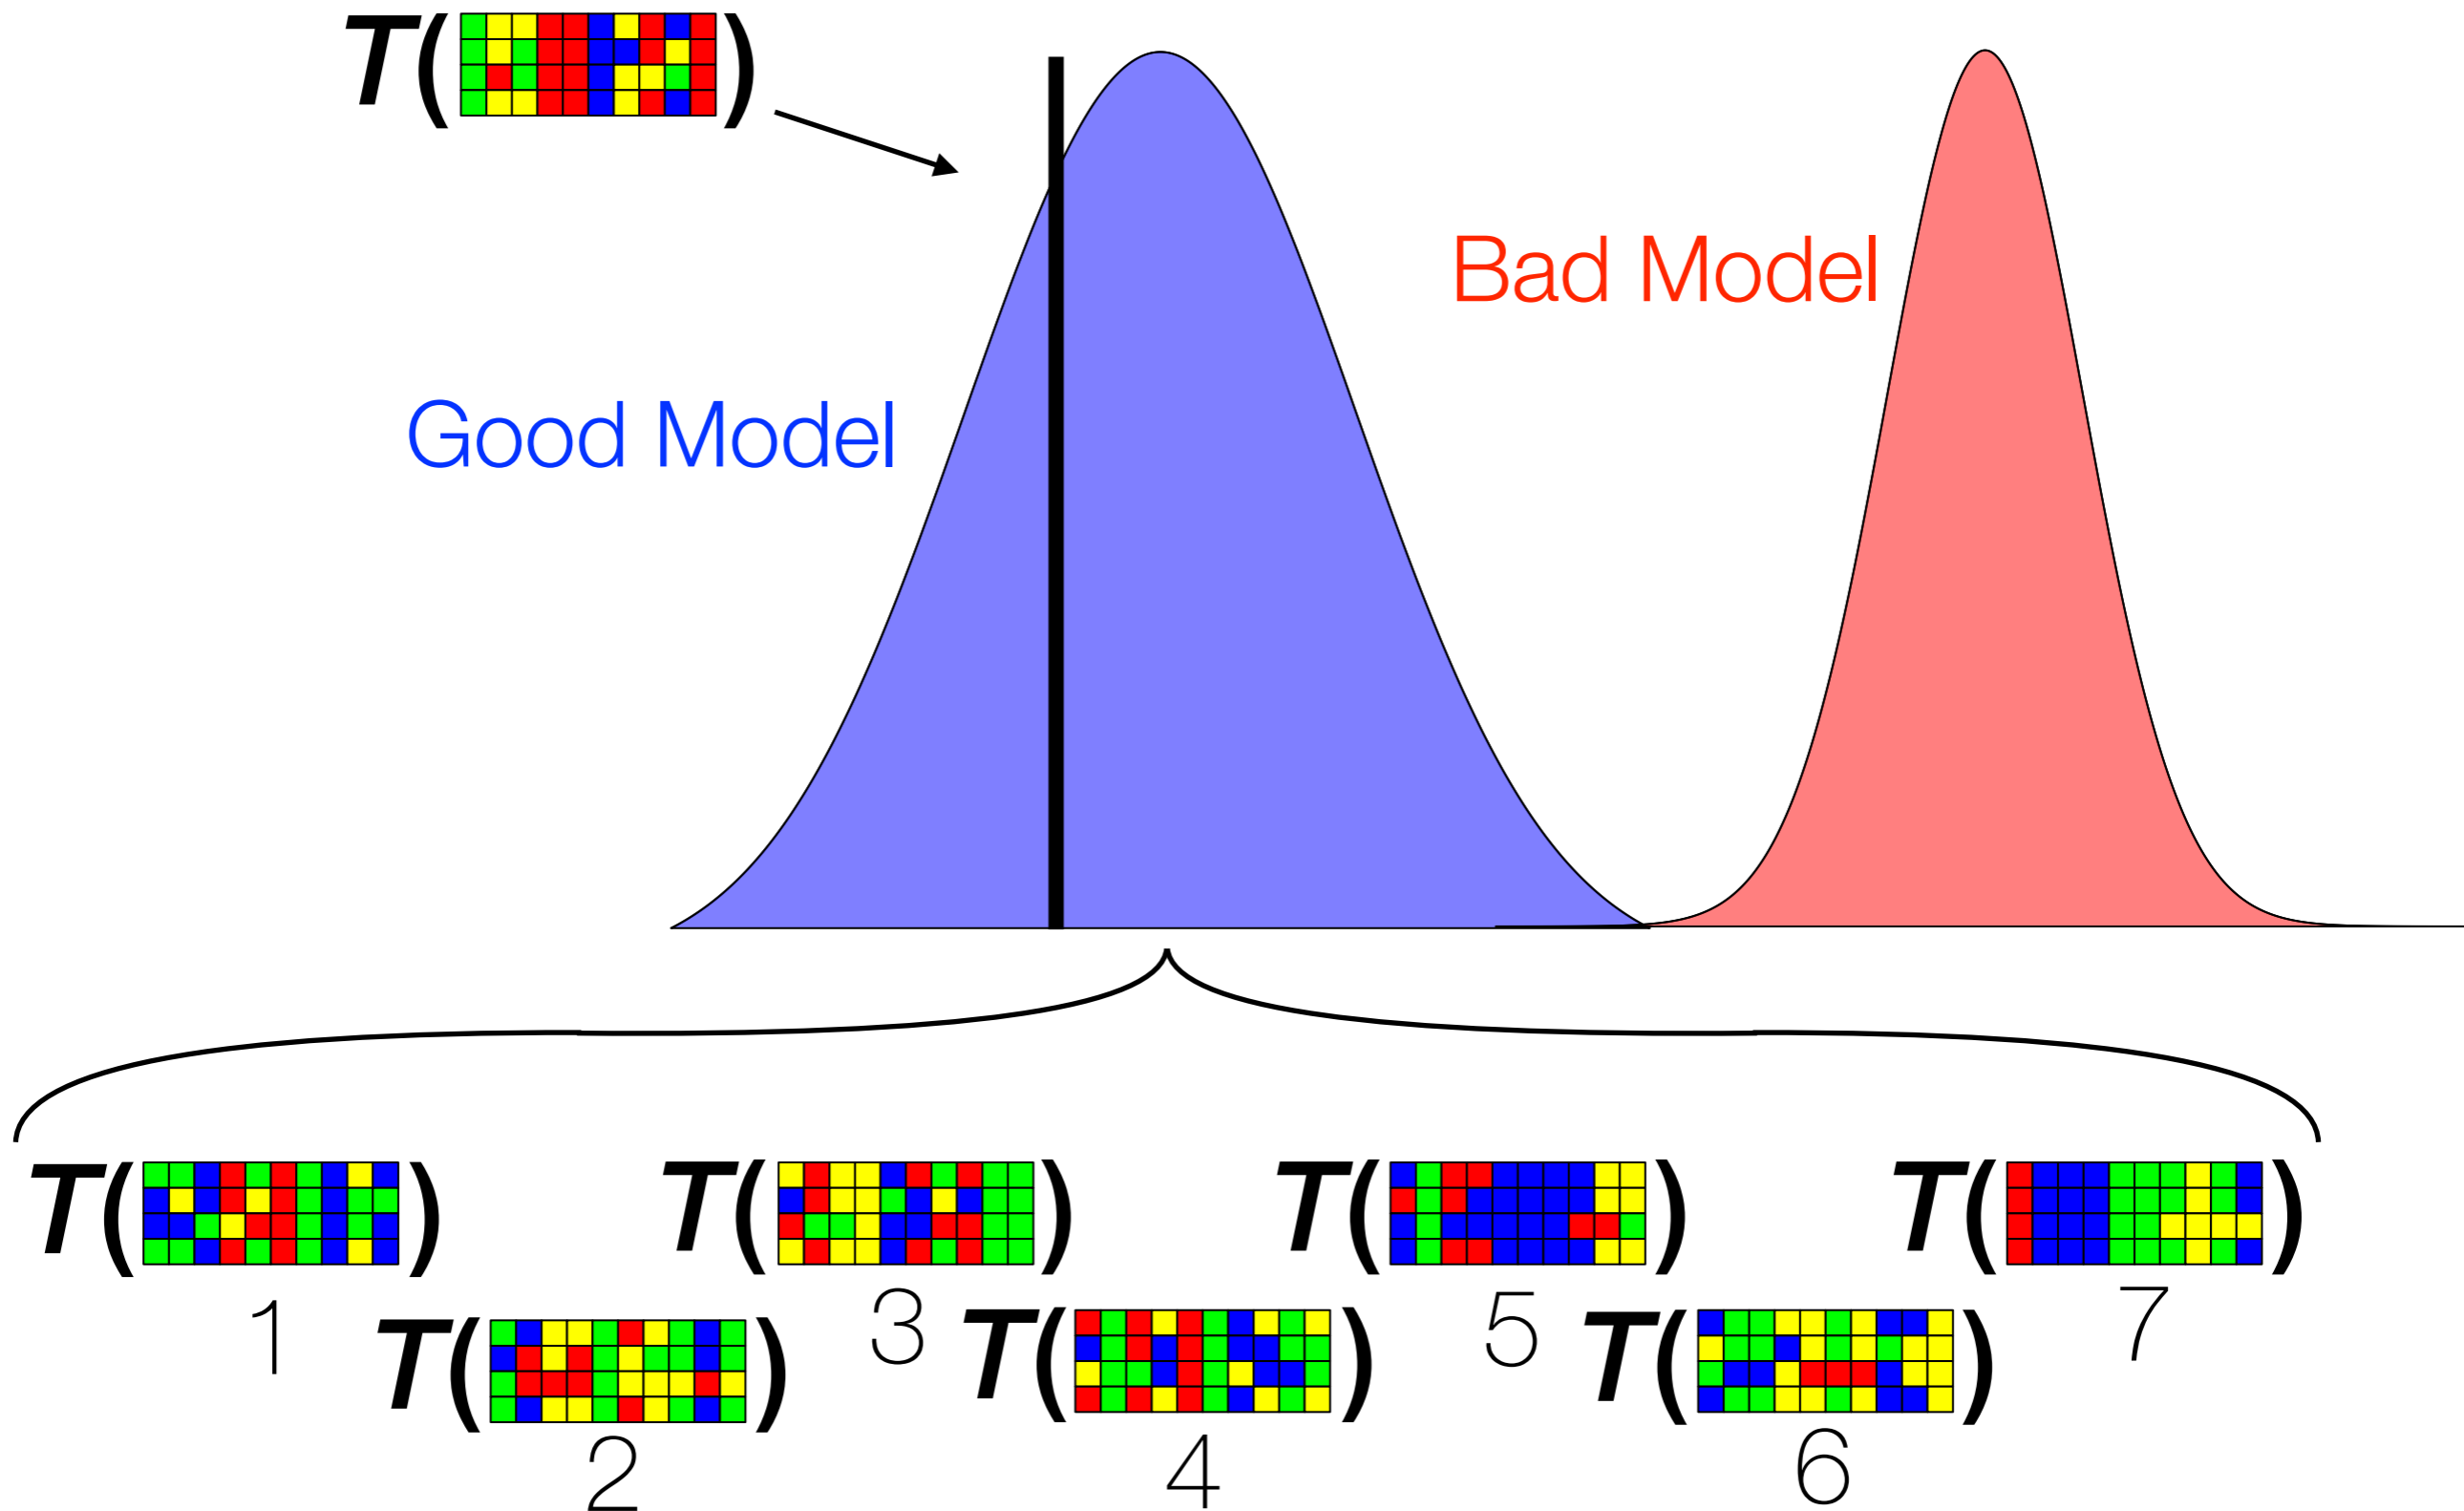 T( )
Bad Model
Good Model
T( )
T( )
T( )
T( )
1
3
5
7
T( )
T( )
T( )
2
4
6